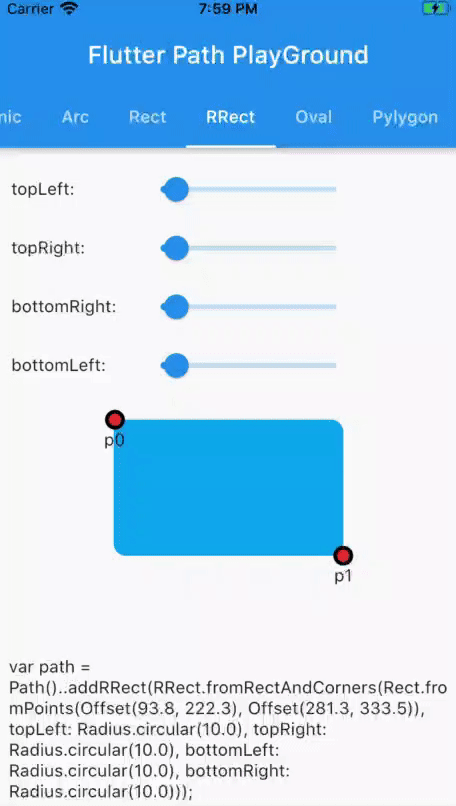 Carrier 7:59 PM
Flutter Path PlayGround
nic Arc Rect RRect Oval Pylygon
topLeft:
topRight:
bottomRight:
bottomLeft:
p0
p1
var path =
Path()..addRRect(RRect.fromRectAndCorners(Rect.fro
mPoints(Offset(93.8, 222.3), Offset(281.3, 333.5)),
topLeft: Radius.circular(10.0), topRight:
Radius.circular(10.0), bottomLeft:
Radius.circular(10.0), bottomRight:
Radius.circular(10.0)));